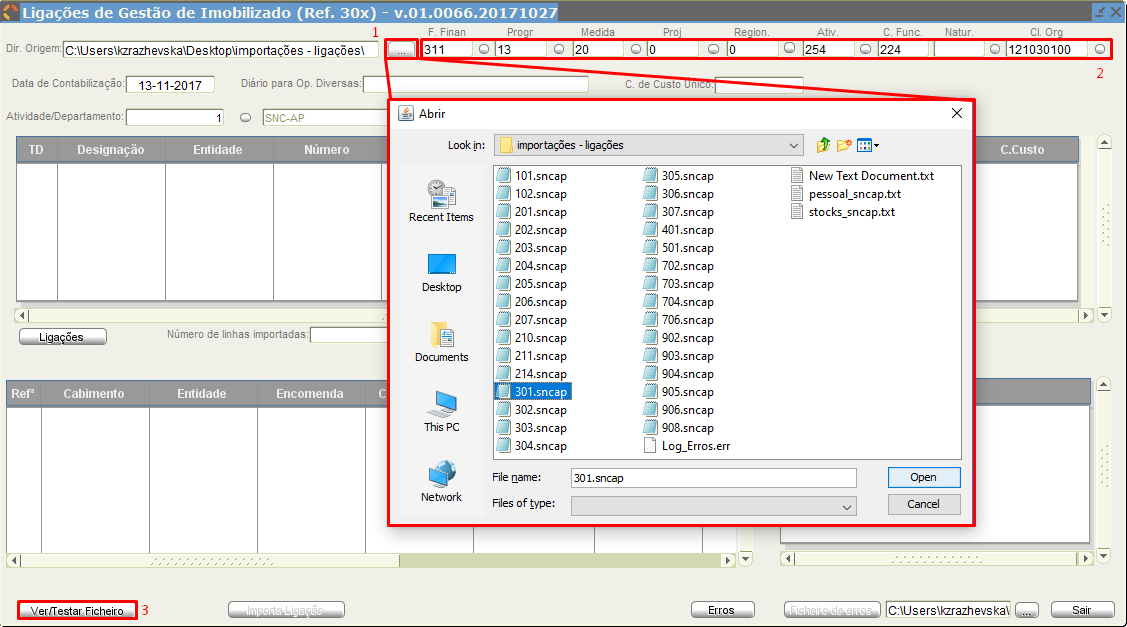 Ligações de Gestão de Imobilizado (Ref. 30x) - v.01.0066.20171027
1
F. Finan Progr Medida Proj Region. Ativ. C. Func. Natur. Cl. Org
Dir. Origem: C:\Users\kzrazhevska\Desktop\importações - ligações\ ... 311 13 20 0 0 254 224 121030100
2
Data de Contabilização: 13-11-2017 Diário para Op. Diversas: C. de Custo Único:
Atividade/Departamento: 1 SNC-AP
TD Designação Entidade Número C.Custo
Abrir
Look in: importações - ligações
Recent Items
Desktop
Documents
This PC
Network
101.sncap
102.sncap
201.sncap
202.sncap
203.sncap
204.sncap
205.sncap
206.sncap
207.sncap
210.sncap
211.sncap
214.sncap
301.sncap
302.sncap
303.sncap
304.sncap
305.sncap
306.sncap
307.sncap
401.sncap
501.sncap
702.sncap
703.sncap
704.sncap
706.sncap
902.sncap
903.sncap
904.sncap
905.sncap
906.sncap
908.sncap
Log_Erros.err
New Text Document.txt
pessoal_sncap.txt
stocks_sncap.txt
File name: 301.sncap Open
Files of type: Cancel
Ligações Número de linhas importadas:
Refª Cabimento Entidade Encomenda C
Ver/Testar Ficheiro 3 Importa Ligação Erros Ficheiro de erros C:\Users\kzrazhevska\ ... Sair